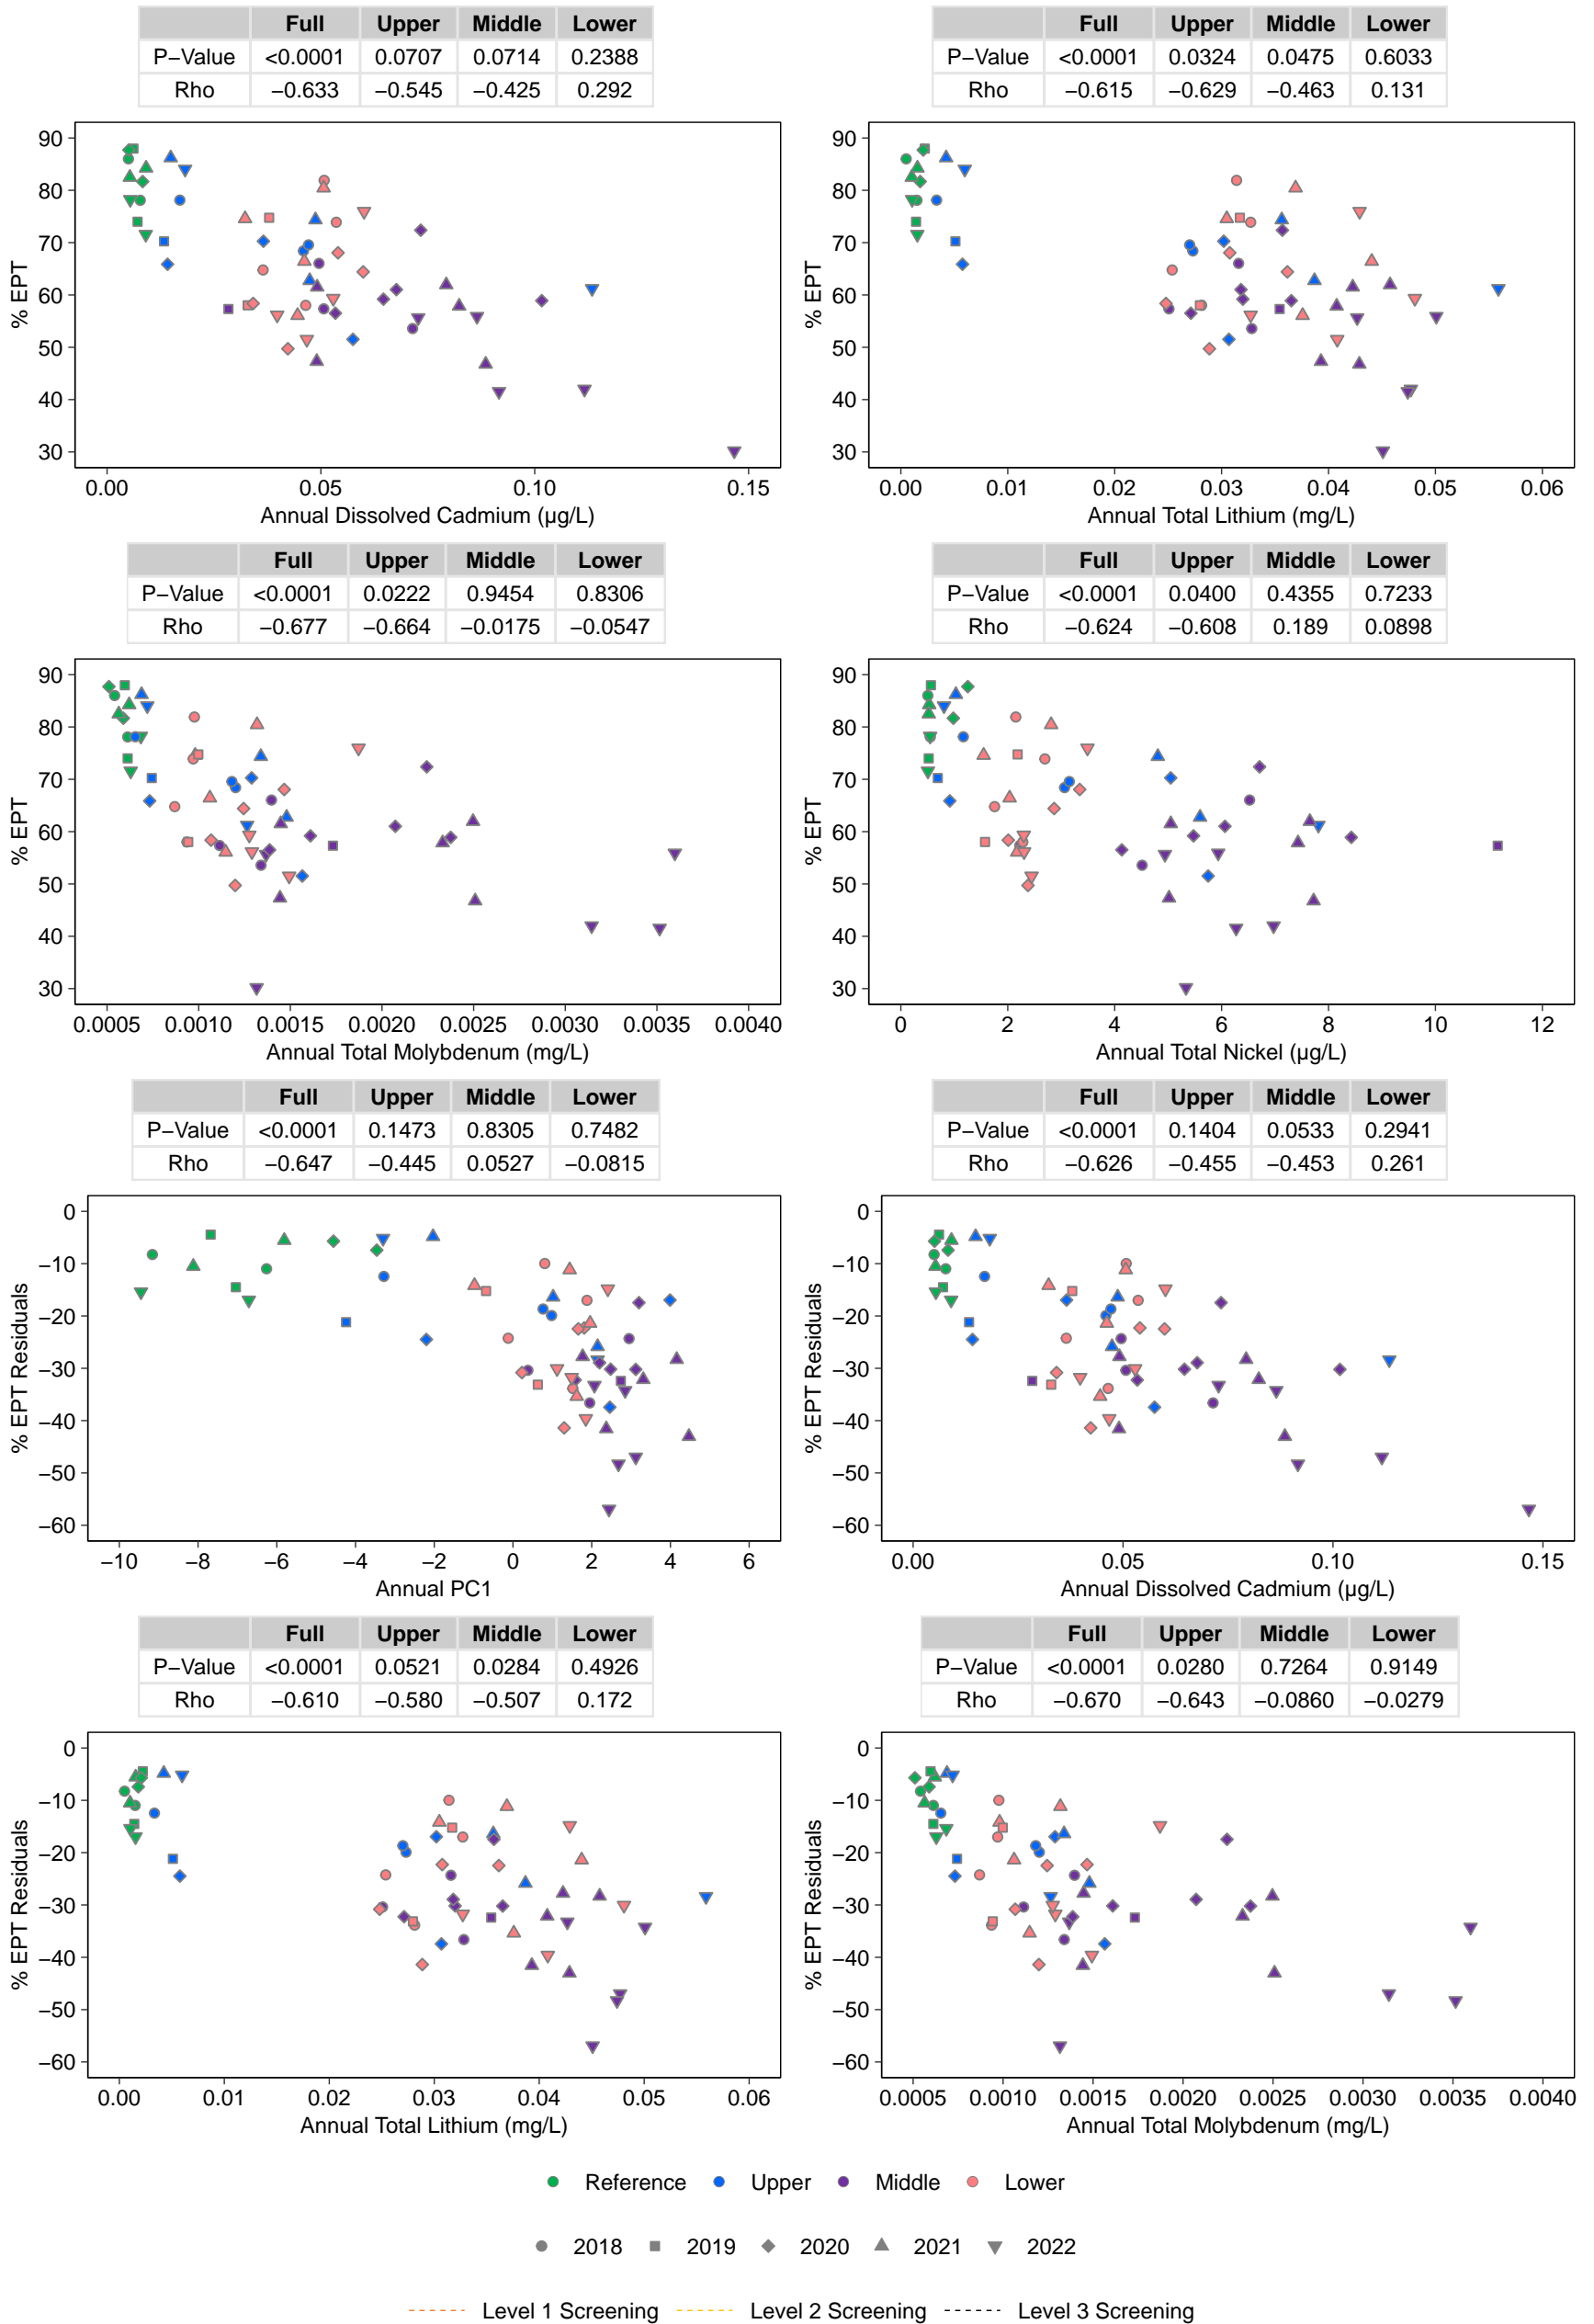 Full Upper Middle Lower
P−Value <0.0001 0.0707 0.0714 0.2388
Rho −0.633 −0.545 −0.425 0.292
90
80
70
60
50
40
30
% EPT
0.00 0.05 0.10 0.15
Annual Dissolved Cadmium (µg/L)
Full Upper Middle Lower
P−Value <0.0001 0.0324 0.0475 0.6033
Rho −0.615 −0.629 −0.463 0.131
90
80
70
60
50
40
30
% EPT
0.00 0.01 0.02 0.03 0.04 0.05 0.06
Annual Total Lithium (mg/L)
Full Upper Middle Lower
P−Value <0.0001 0.0222 0.9454 0.8306
Rho −0.677 −0.664 −0.0175 −0.0547
90
80
70
60
50
40
30
% EPT
0.0005 0.0010 0.0015 0.0020 0.0025 0.0030 0.0035 0.0040
Annual Total Molybdenum (mg/L)
Full Upper Middle Lower
P−Value <0.0001 0.0400 0.4355 0.7233
Rho −0.624 −0.608 0.189 0.0898
90
80
70
60
50
40
30
% EPT
0 2 4 6 8 10 12
Annual Total Nickel (µg/L)
Full Upper Middle Lower
P−Value <0.0001 0.1473 0.8305 0.7482
Rho −0.647 −0.445 0.0527 −0.0815
0
−10
−20
−30
−40
−50
−60
% EPT Residuals
−10 −8 −6 −4 −2 0 2 4 6
Annual PC1
Full Upper Middle Lower
P−Value <0.0001 0.1404 0.0533 0.2941
Rho −0.626 −0.455 −0.453 0.261
0
−10
−20
−30
−40
−50
−60
% EPT Residuals
0.00 0.05 0.10 0.15
Annual Dissolved Cadmium (µg/L)
Full Upper Middle Lower
P−Value <0.0001 0.0521 0.0284 0.4926
Rho −0.610 −0.580 −0.507 0.172
0
−10
−20
−30
−40
−50
−60
% EPT Residuals
0.00 0.01 0.02 0.03 0.04 0.05 0.06
Annual Total Lithium (mg/L)
Full Upper Middle Lower
P−Value <0.0001 0.0280 0.7264 0.9149
Rho −0.670 −0.643 −0.0860 −0.0279
0
−10
−20
−30
−40
−50
−60
% EPT Residuals
0.0005 0.0010 0.0015 0.0020 0.0025 0.0030 0.0035 0.0040
Annual Total Molybdenum (mg/L)
Reference Upper Middle Lower
2018 2019 2020 2021 2022
Level 1 Screening Level 2 Screening Level 3 Screening